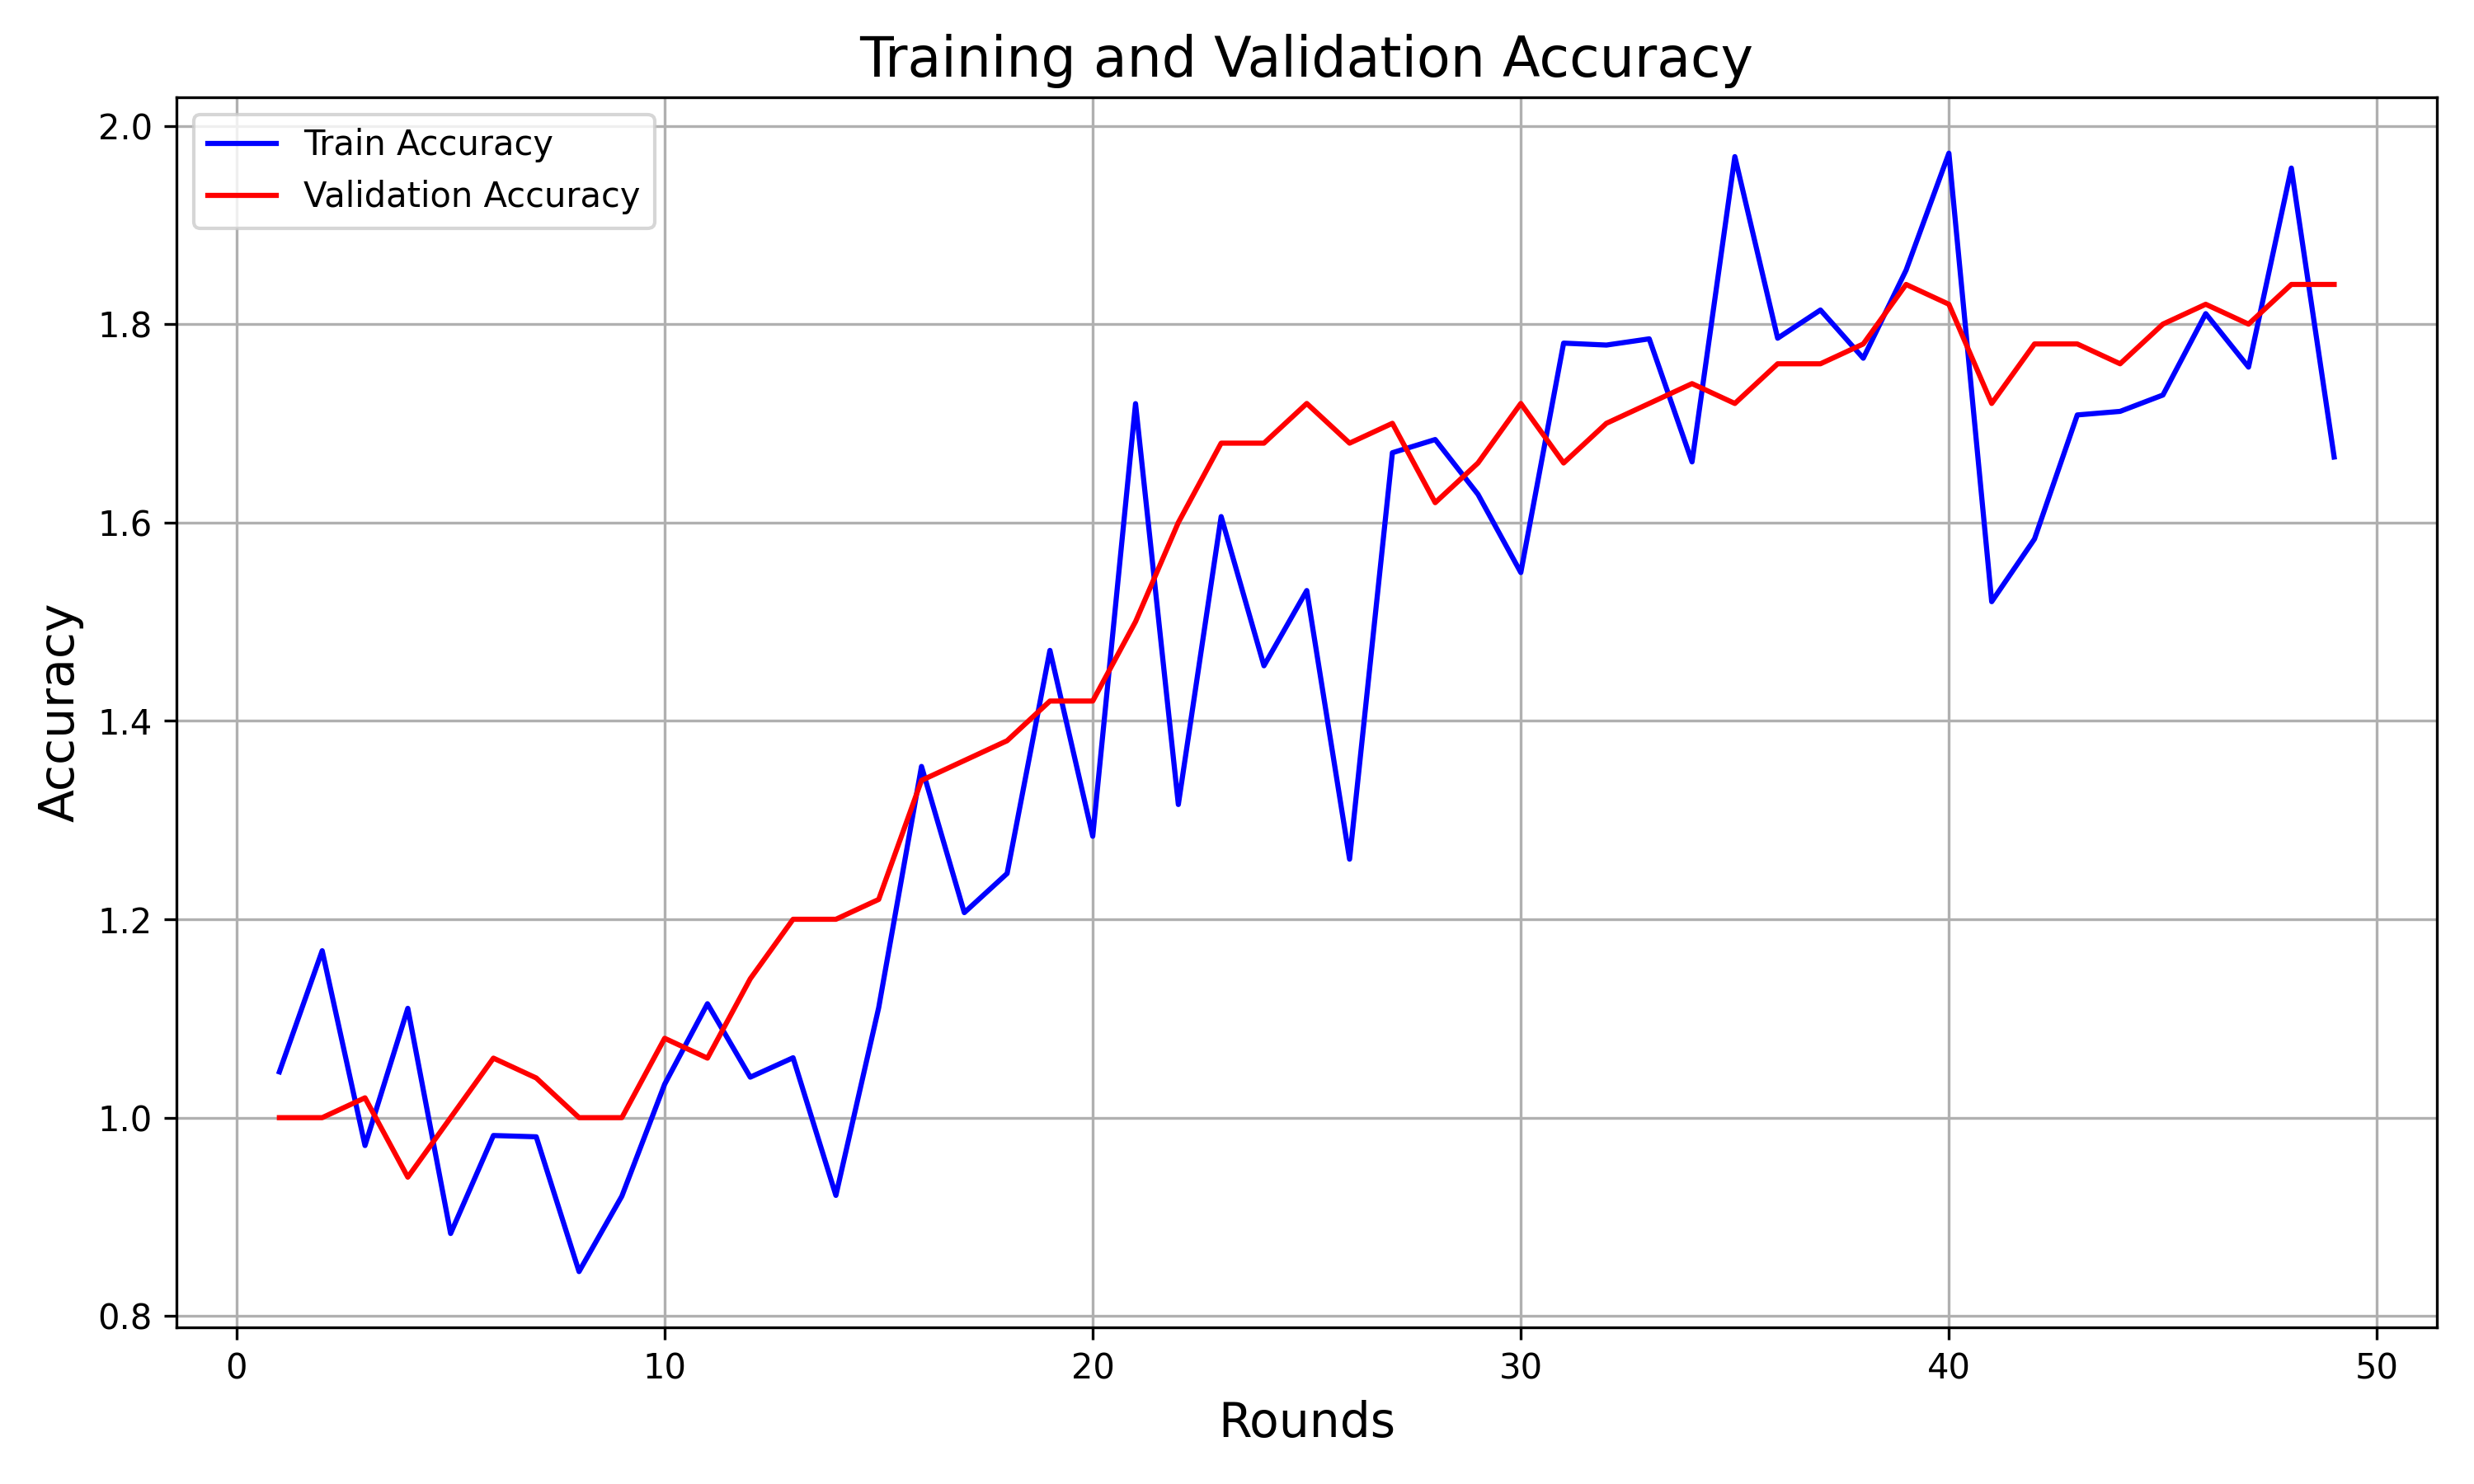 Training and Validation Accuracy
Train Accuracy
Validation Accuracy
Accuracy
2.0
1.8
1.6
1.4
1.2
1.0
0.8
0 10 20 30 40 50
Rounds